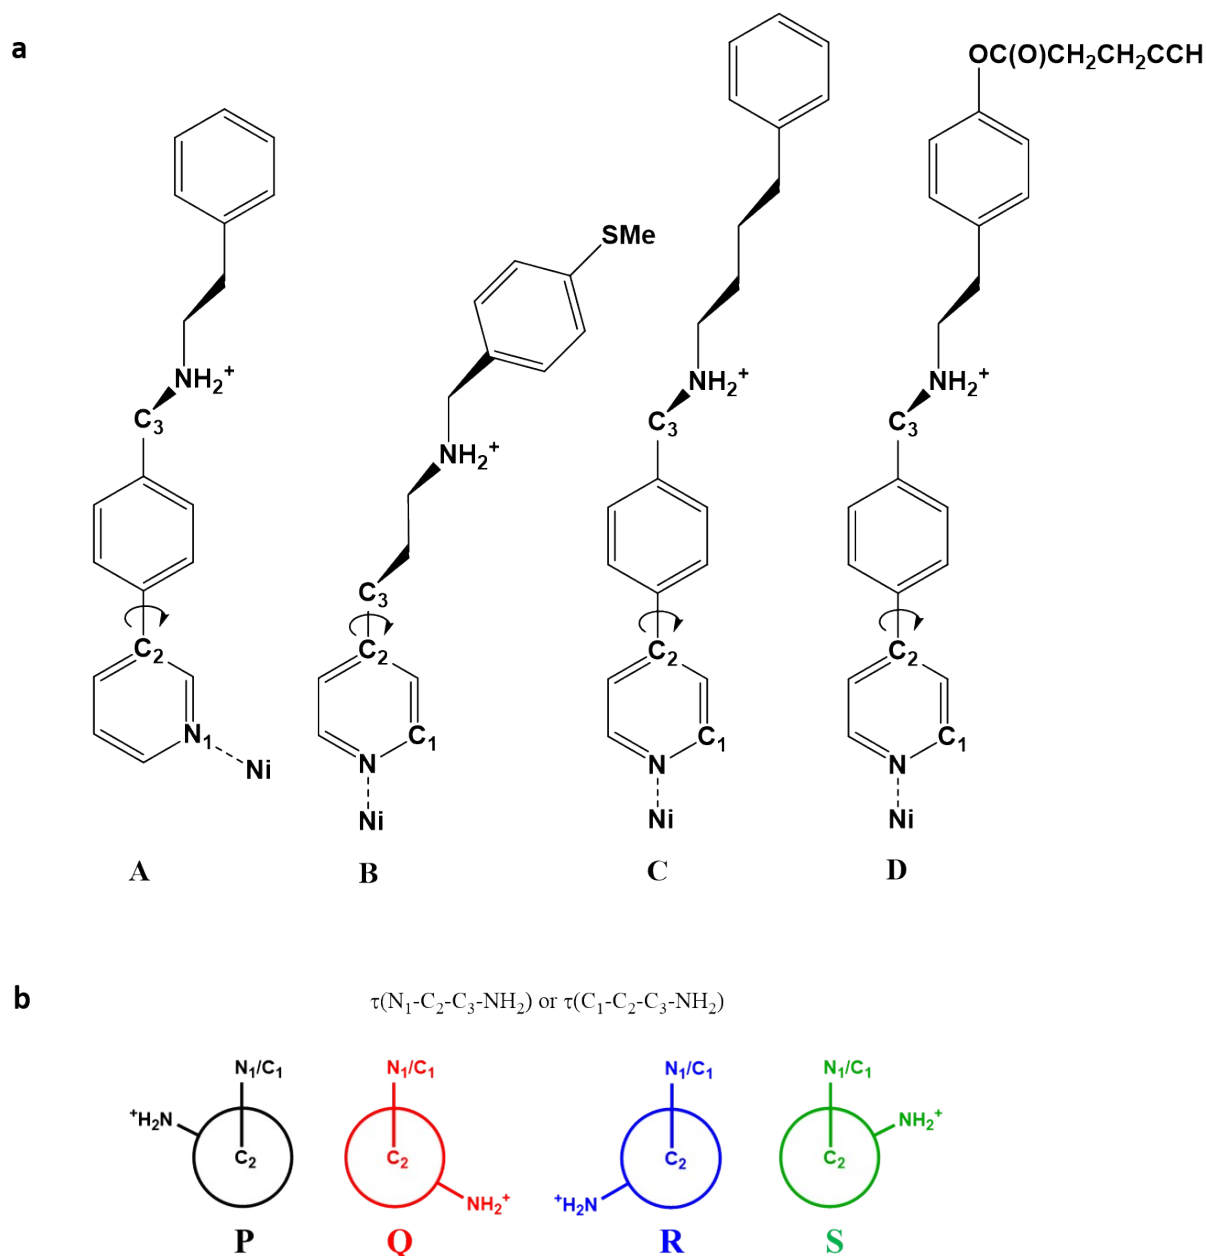 a
OC(O)CH₂CH₂CCH
SMe
NH₂⁺
NH₂⁺
NH₂⁺
C₃
C₃
C₃
NH₂⁺
C₃
C₂
C₂
C₂
C₂
N₁
C₁
C₁
C₁
N
N
N
Ni
Ni
Ni
Ni
A
B
C
D
b
τ(N₁-C₂-C₃-NH₂) or τ(C₁-C₂-C₃-NH₂)
N₁/C₁
N₁/C₁
N₁/C₁
N₁/C₁
⁺H₂N
NH₂⁺
C₂
C₂
C₂
C₂
NH₂⁺
⁺H₂N
P
Q
R
S